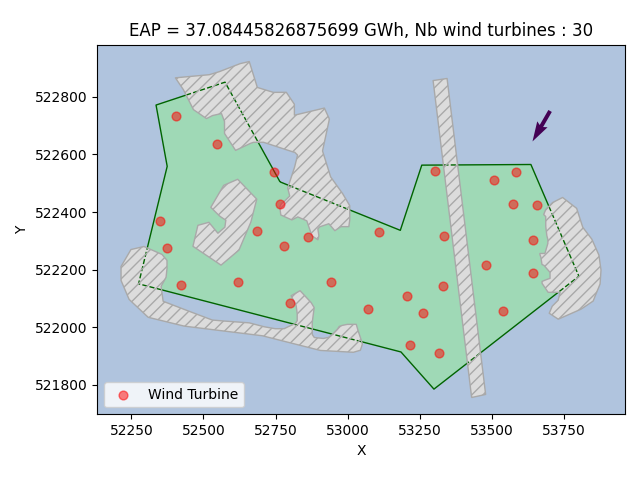 EAP = 37.08445826875699 GWh, Nb wind turbines : 30
Y
522800
522600
522400
522200
522000
521800
Wind Turbine
52250 52500 52750 53000 53250 53500 53750
X